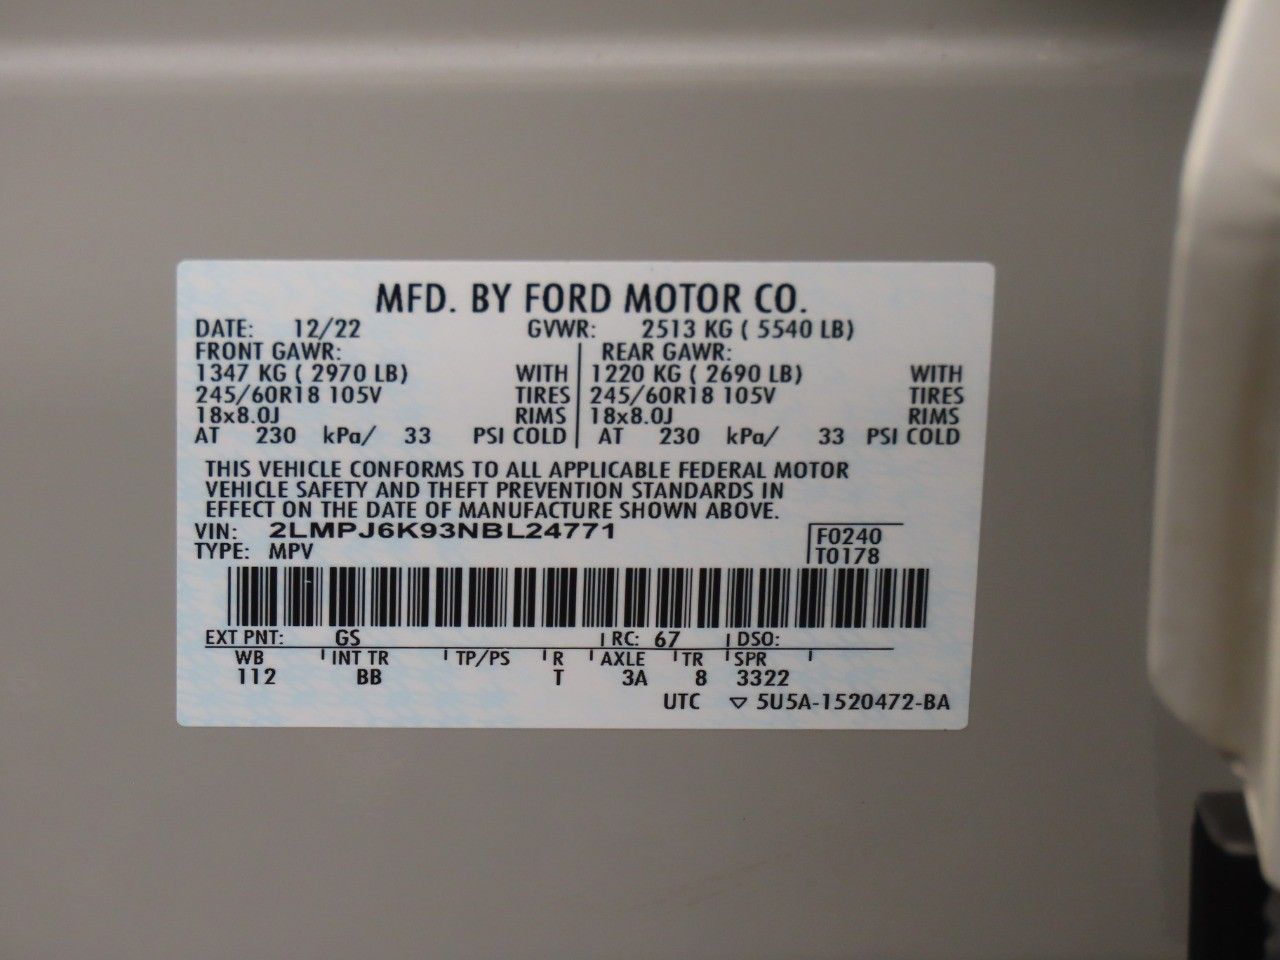 MFD. BY FORD MOTOR CO.
DATE: 12/22 GVWR: 2513 KG ( 5540 LB)
FRONT GAWR: REAR GAWR:
1347 KG ( 2970 LB) WITH 1220 KG ( 2690 LB) WITH
245/60R18 105V TIRES 245/60R18 105V TIRES
18x8.0J RIMS 18x8.0J RIMS
AT 230 kPa/ 33 PSI COLD AT 230 kPa/ 33 PSI COLD
THIS VEHICLE CONFORMS TO ALL APPLICABLE FEDERAL MOTOR
VEHICLE SAFETY AND THEFT PREVENTION STANDARDS IN
EFFECT ON THE DATE OF MANUFACTURE SHOWN ABOVE.
VIN: 2LMPJ6K93NBL24771 F0240
TYPE: MPV T0178
EXT PNT: GS RC: 67 DSO:
WB INT TR TP/PS R AXLE TR SPR
112 BB T 3A 8 3322
UTC ▽ 5U5A-1520472-BA